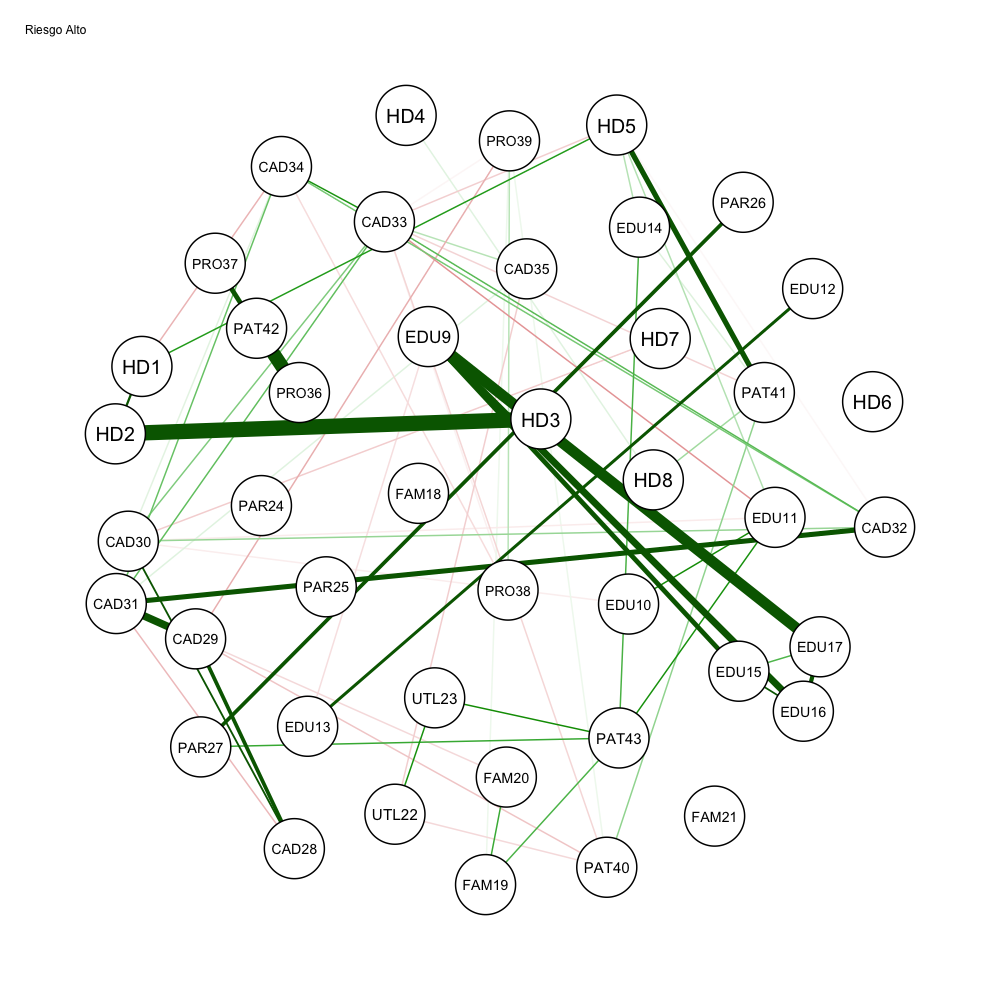 Riesgo Alto
HD4
HD5
PRO39
CAD34
PAR26
CAD33
EDU14
PRO37
CAD35
EDU12
PAT42
EDU9
HD7
HD1
PRO36
PAT41
HD6
HD2
HD3
HD8
FAM18
PAR24
EDU11
CAD32
CAD30
PAR25
PRO38
CAD31
EDU10
CAD29
EDU17
EDU15
UTL23
EDU16
EDU13
PAT43
PAR27
FAM20
UTL22
FAM21
CAD28
PAT40
FAM19